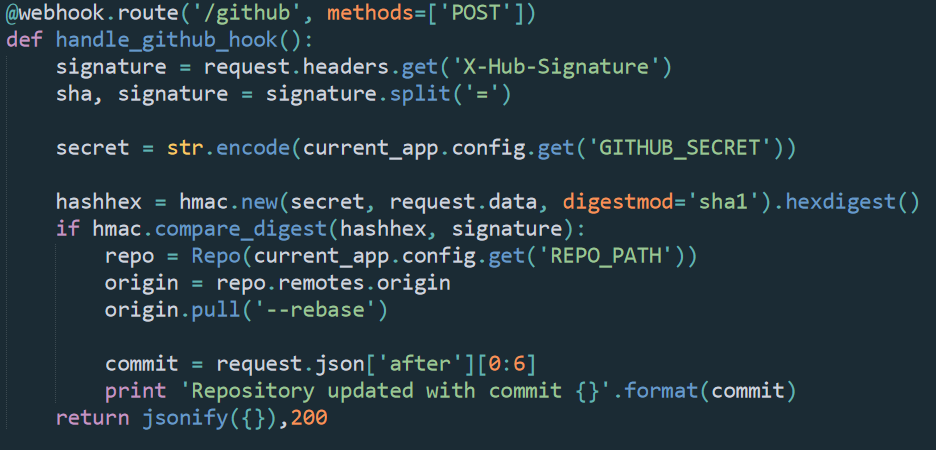 @webhook.route('/github', methods=['POST'])
def handle_github_hook():
    signature = request.headers.get('X-Hub-Signature')
    sha, signature = signature.split('=')

    secret = str.encode(current_app.config.get('GITHUB_SECRET'))

    hashhex = hmac.new(secret, request.data, digestmod='sha1').hexdigest()
    if hmac.compare_digest(hashhex, signature):
        repo = Repo(current_app.config.get('REPO_PATH'))
        origin = repo.remotes.origin
        origin.pull('--rebase')

        commit = request.json['after'][0:6]
        print 'Repository updated with commit {}'.format(commit)
    return jsonify({}),200